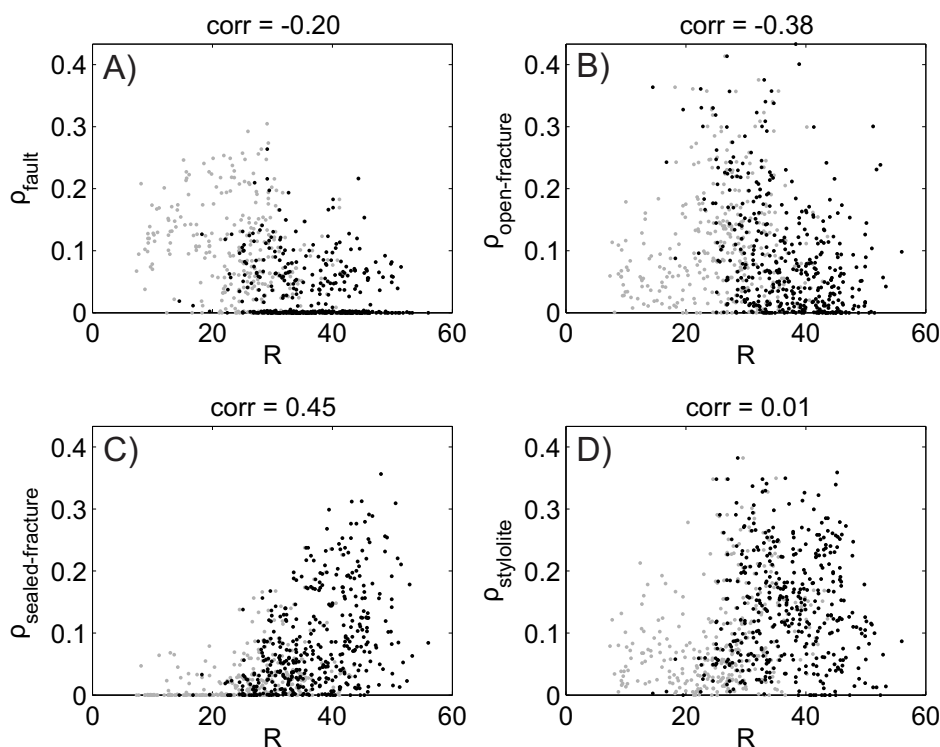 corr = -0.20
A)
0.4
0.3
0.2
0.1
0
ρfault
0 20 40 60
R
corr = -0.38
B)
0.4
0.3
0.2
0.1
0
ρopen-fracture
0 20 40 60
R
corr = 0.45
C)
0.4
0.3
0.2
0.1
0
ρsealed-fracture
0 20 40 60
R
corr = 0.01
D)
0.4
0.3
0.2
0.1
0
ρstylolite
0 20 40 60
R